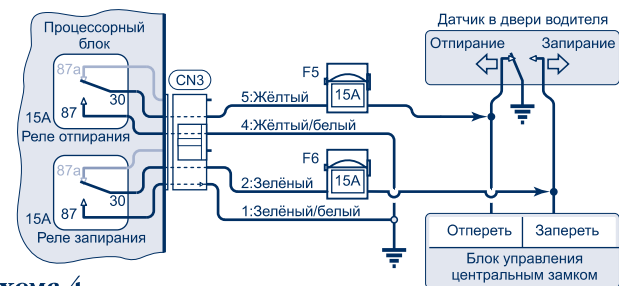 Процессорный
блок
87a
30
15A
87
Реле отпирания
87a
30
15A
87
Реле запирания
CN3
5:Жёлтый
4:Жёлтый/белый
2:Зелёный
1:Зелёный/белый
F5
15A
F6
15A
Датчик в двери водителя
Отпирание
Запирание
Отпереть
Запереть
Блок управления
центральным замком